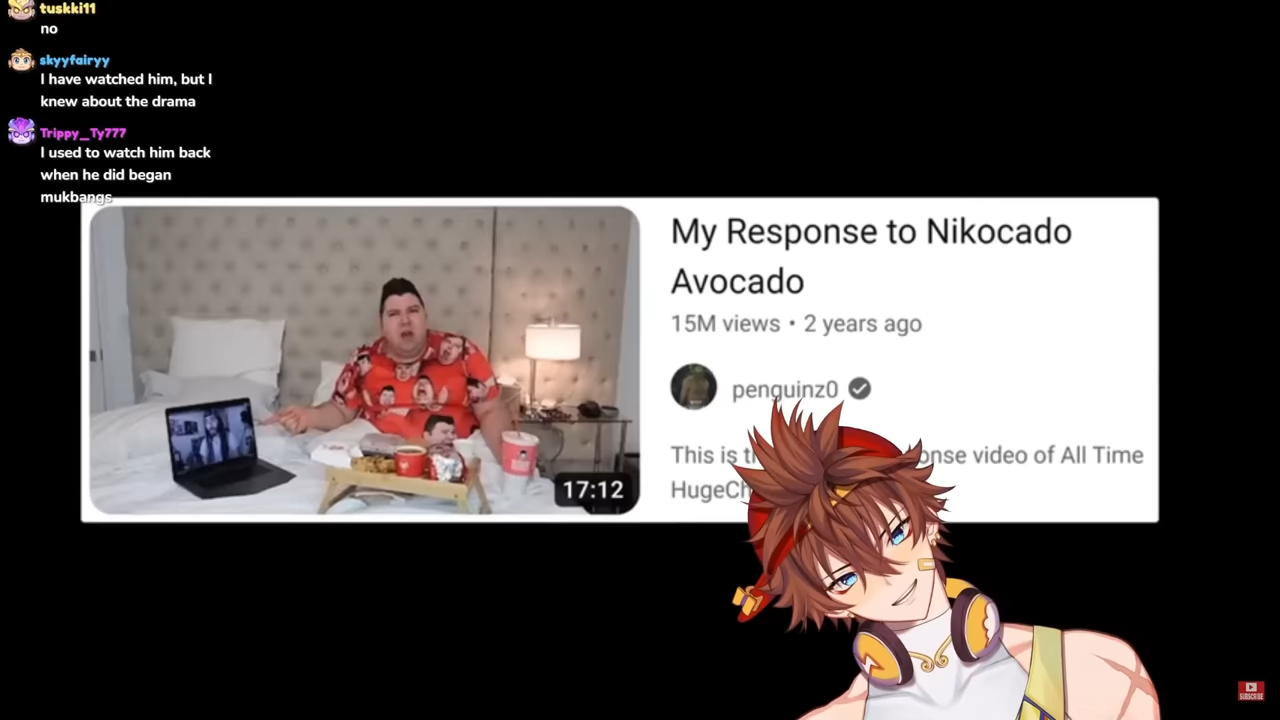 tuskki11
no
skyyfairyy
I have watched him, but I
knew about the drama
Trippy_Ty777
I used to watch him back
when he did began
mukbangs
My Response to Nikocado
Avocado
15M views • 2 years ago
penguinz0
This is onse video of All Time
HugeCh
17:12
SUBSCRIBE